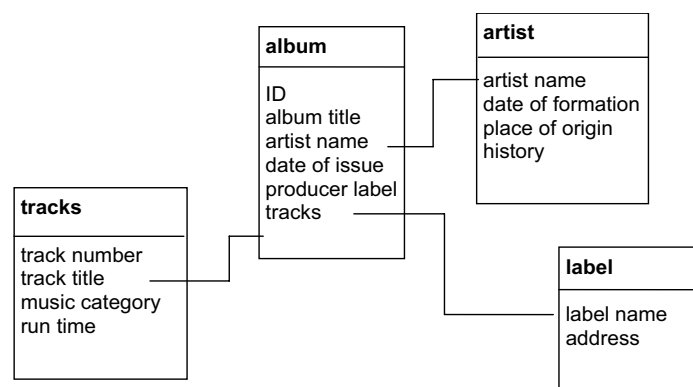 album
ID
album title
artist name
date of issue
producer label
tracks
artist
artist name
date of formation
place of origin
history
tracks
track number
track title
music category
run time
label
label name
address